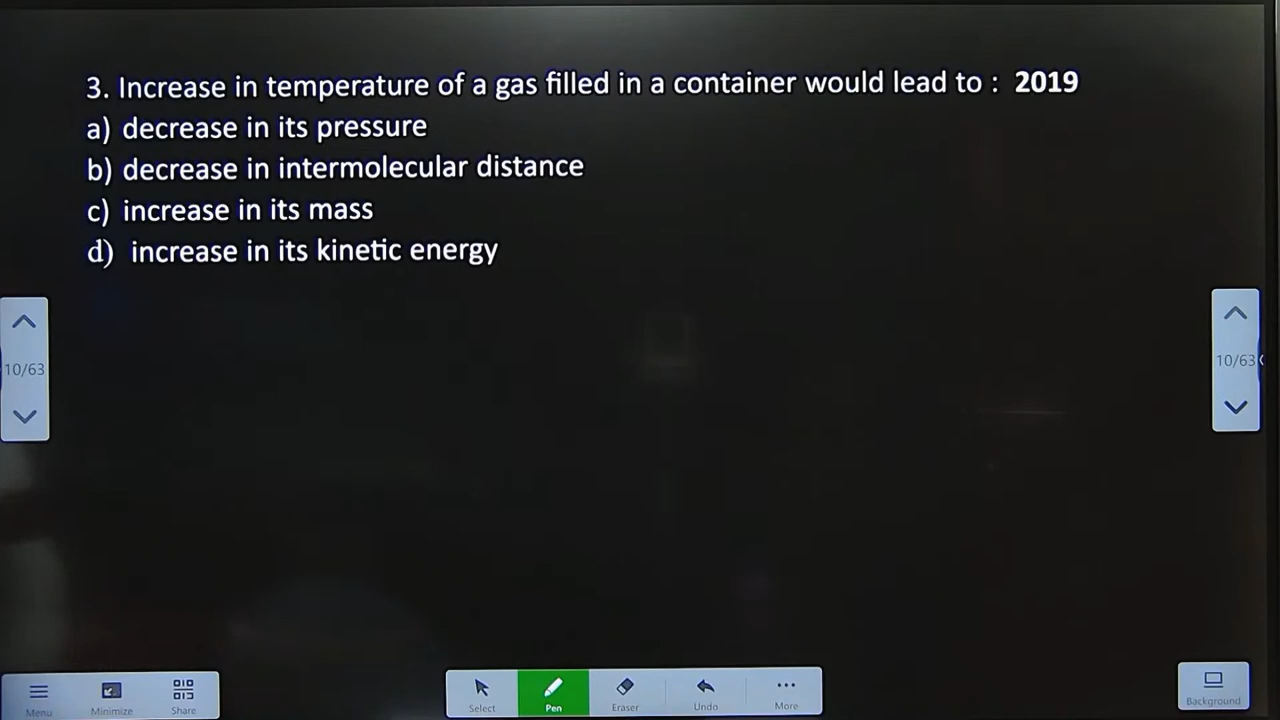 3. Increase in temperature of a gas filled in a container would lead to : 2019
a) decrease in its pressure
b) decrease in intermolecular distance
c) increase in its mass
d) increase in its kinetic energy
10/63
10/63
Menu
Minimize
Share
Select
Pen
Eraser
Undo
More
Background